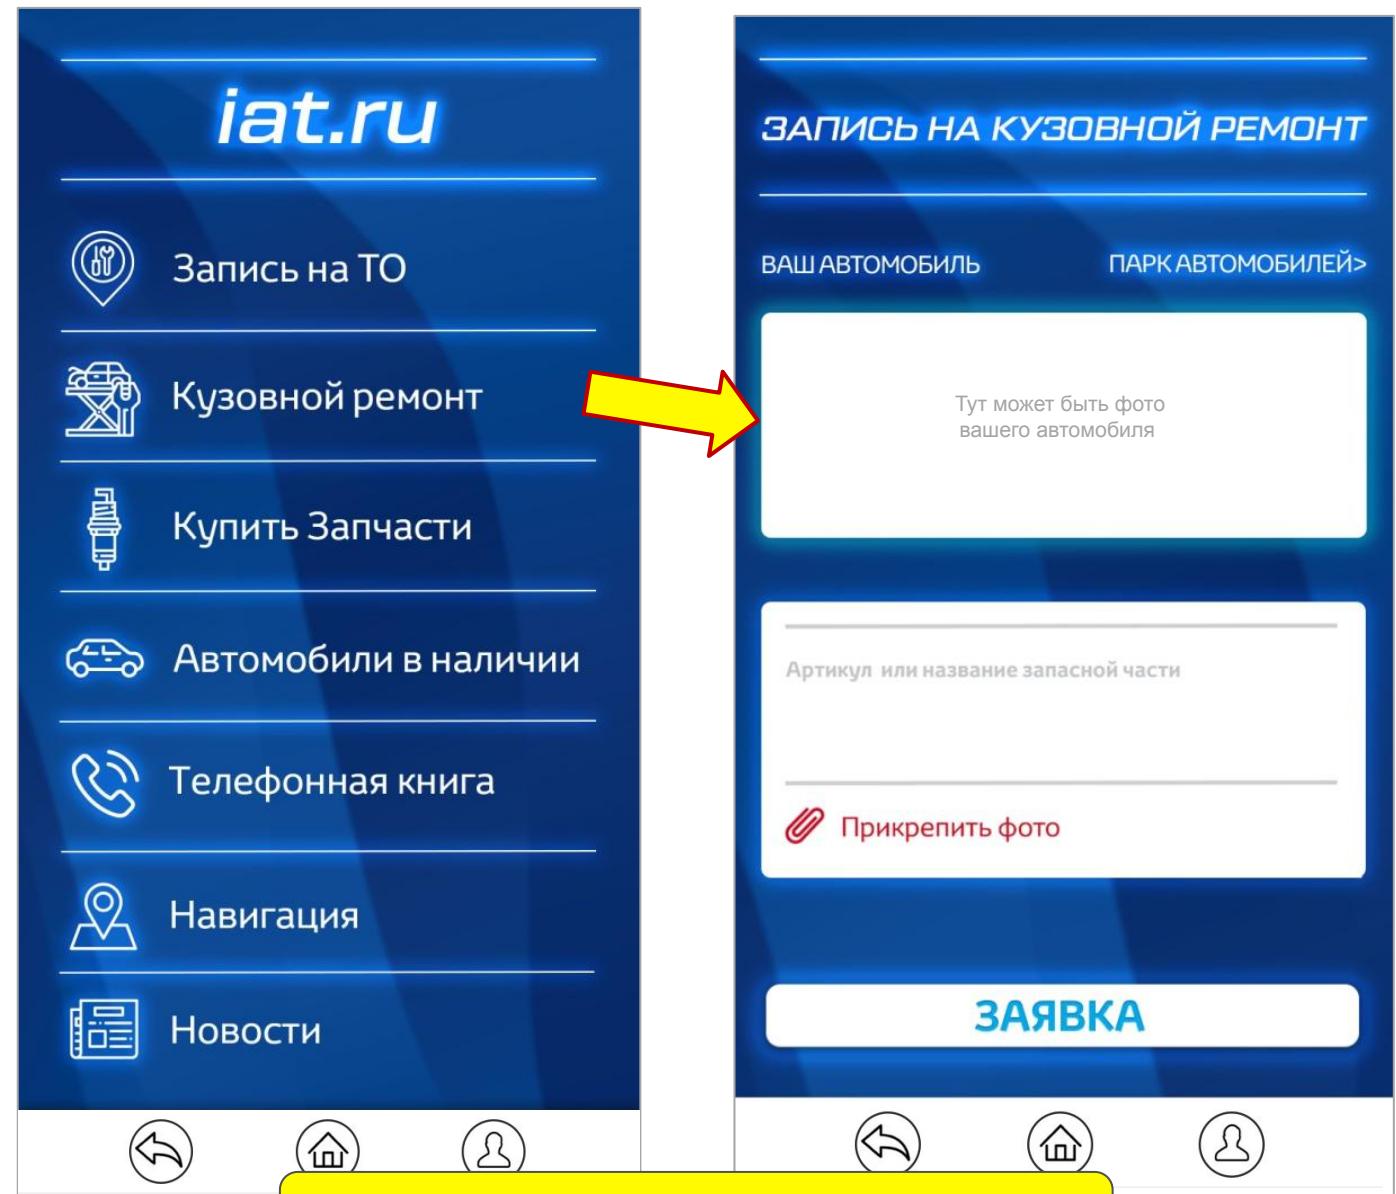 iat.ru
Запись на ТО
Кузовной ремонт
Купить Запчасти
Автомобили в наличии
Телефонная книга
Навигация
Новости
ЗАПИСЬ НА КУЗОВНОЙ РЕМОНТ
ВАШ АВТОМОБИЛЬ
ПАРК АВТОМОБИЛЕЙ>
Тут может быть фото
вашего автомобиля
Артикул или название запасной части
Прикрепить фото
ЗАЯВКА